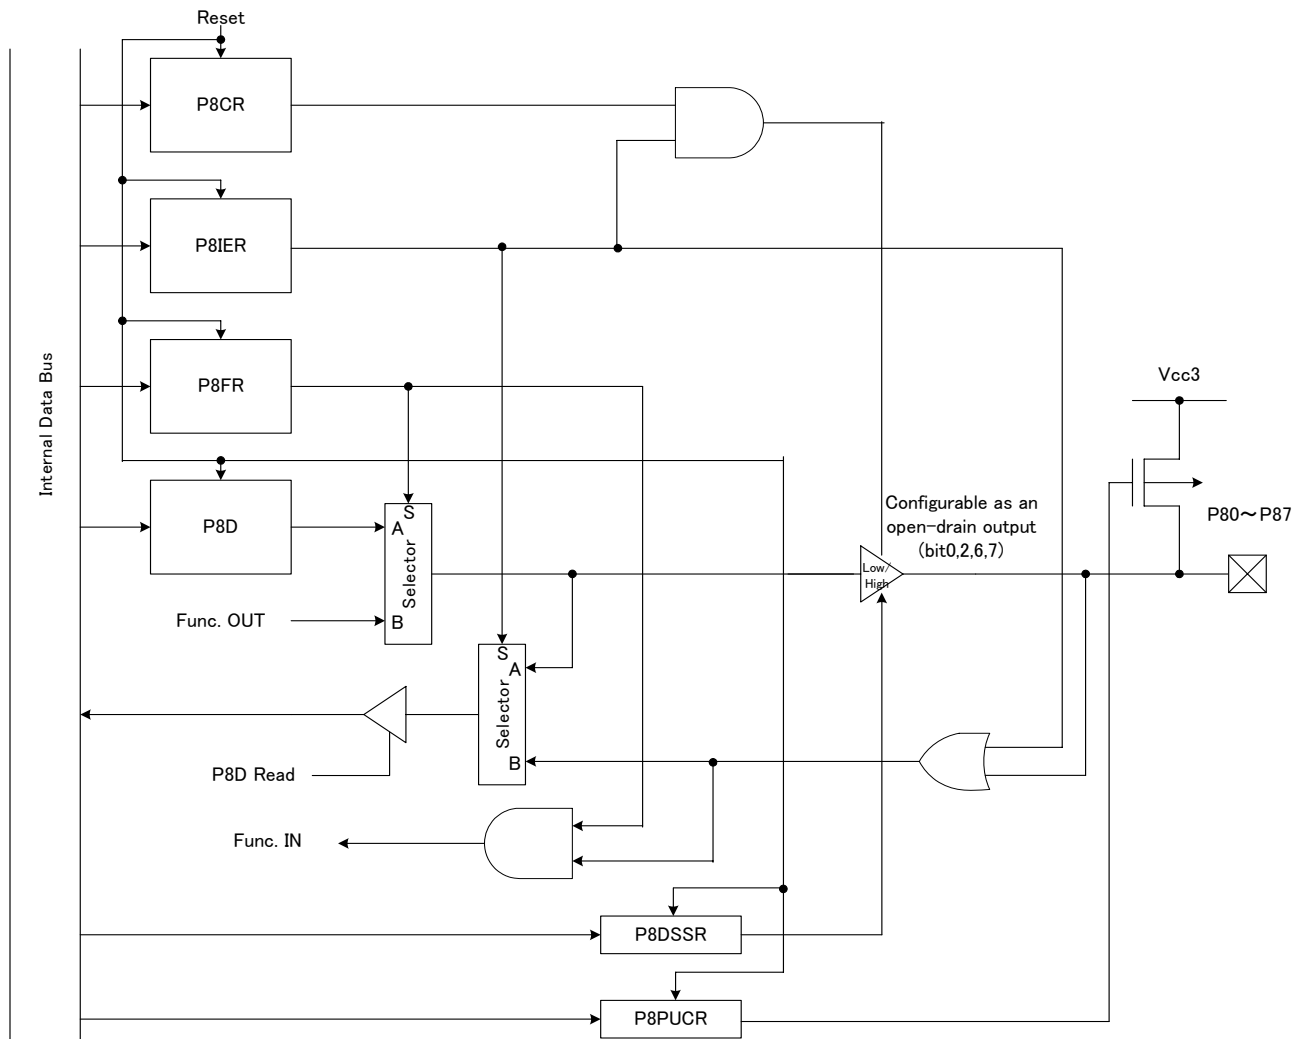 Reset
P8CR
P8IER
Internal Data Bus
P8FR
Vcc3
P8D
S
A
Selector
B
Configurable as an
open-drain output
(bit0,2,6,7)
P80～P87
Low/
High
Func. OUT
S
A
Selector
B
P8D Read
Func. IN
P8DSSR
P8PUCR